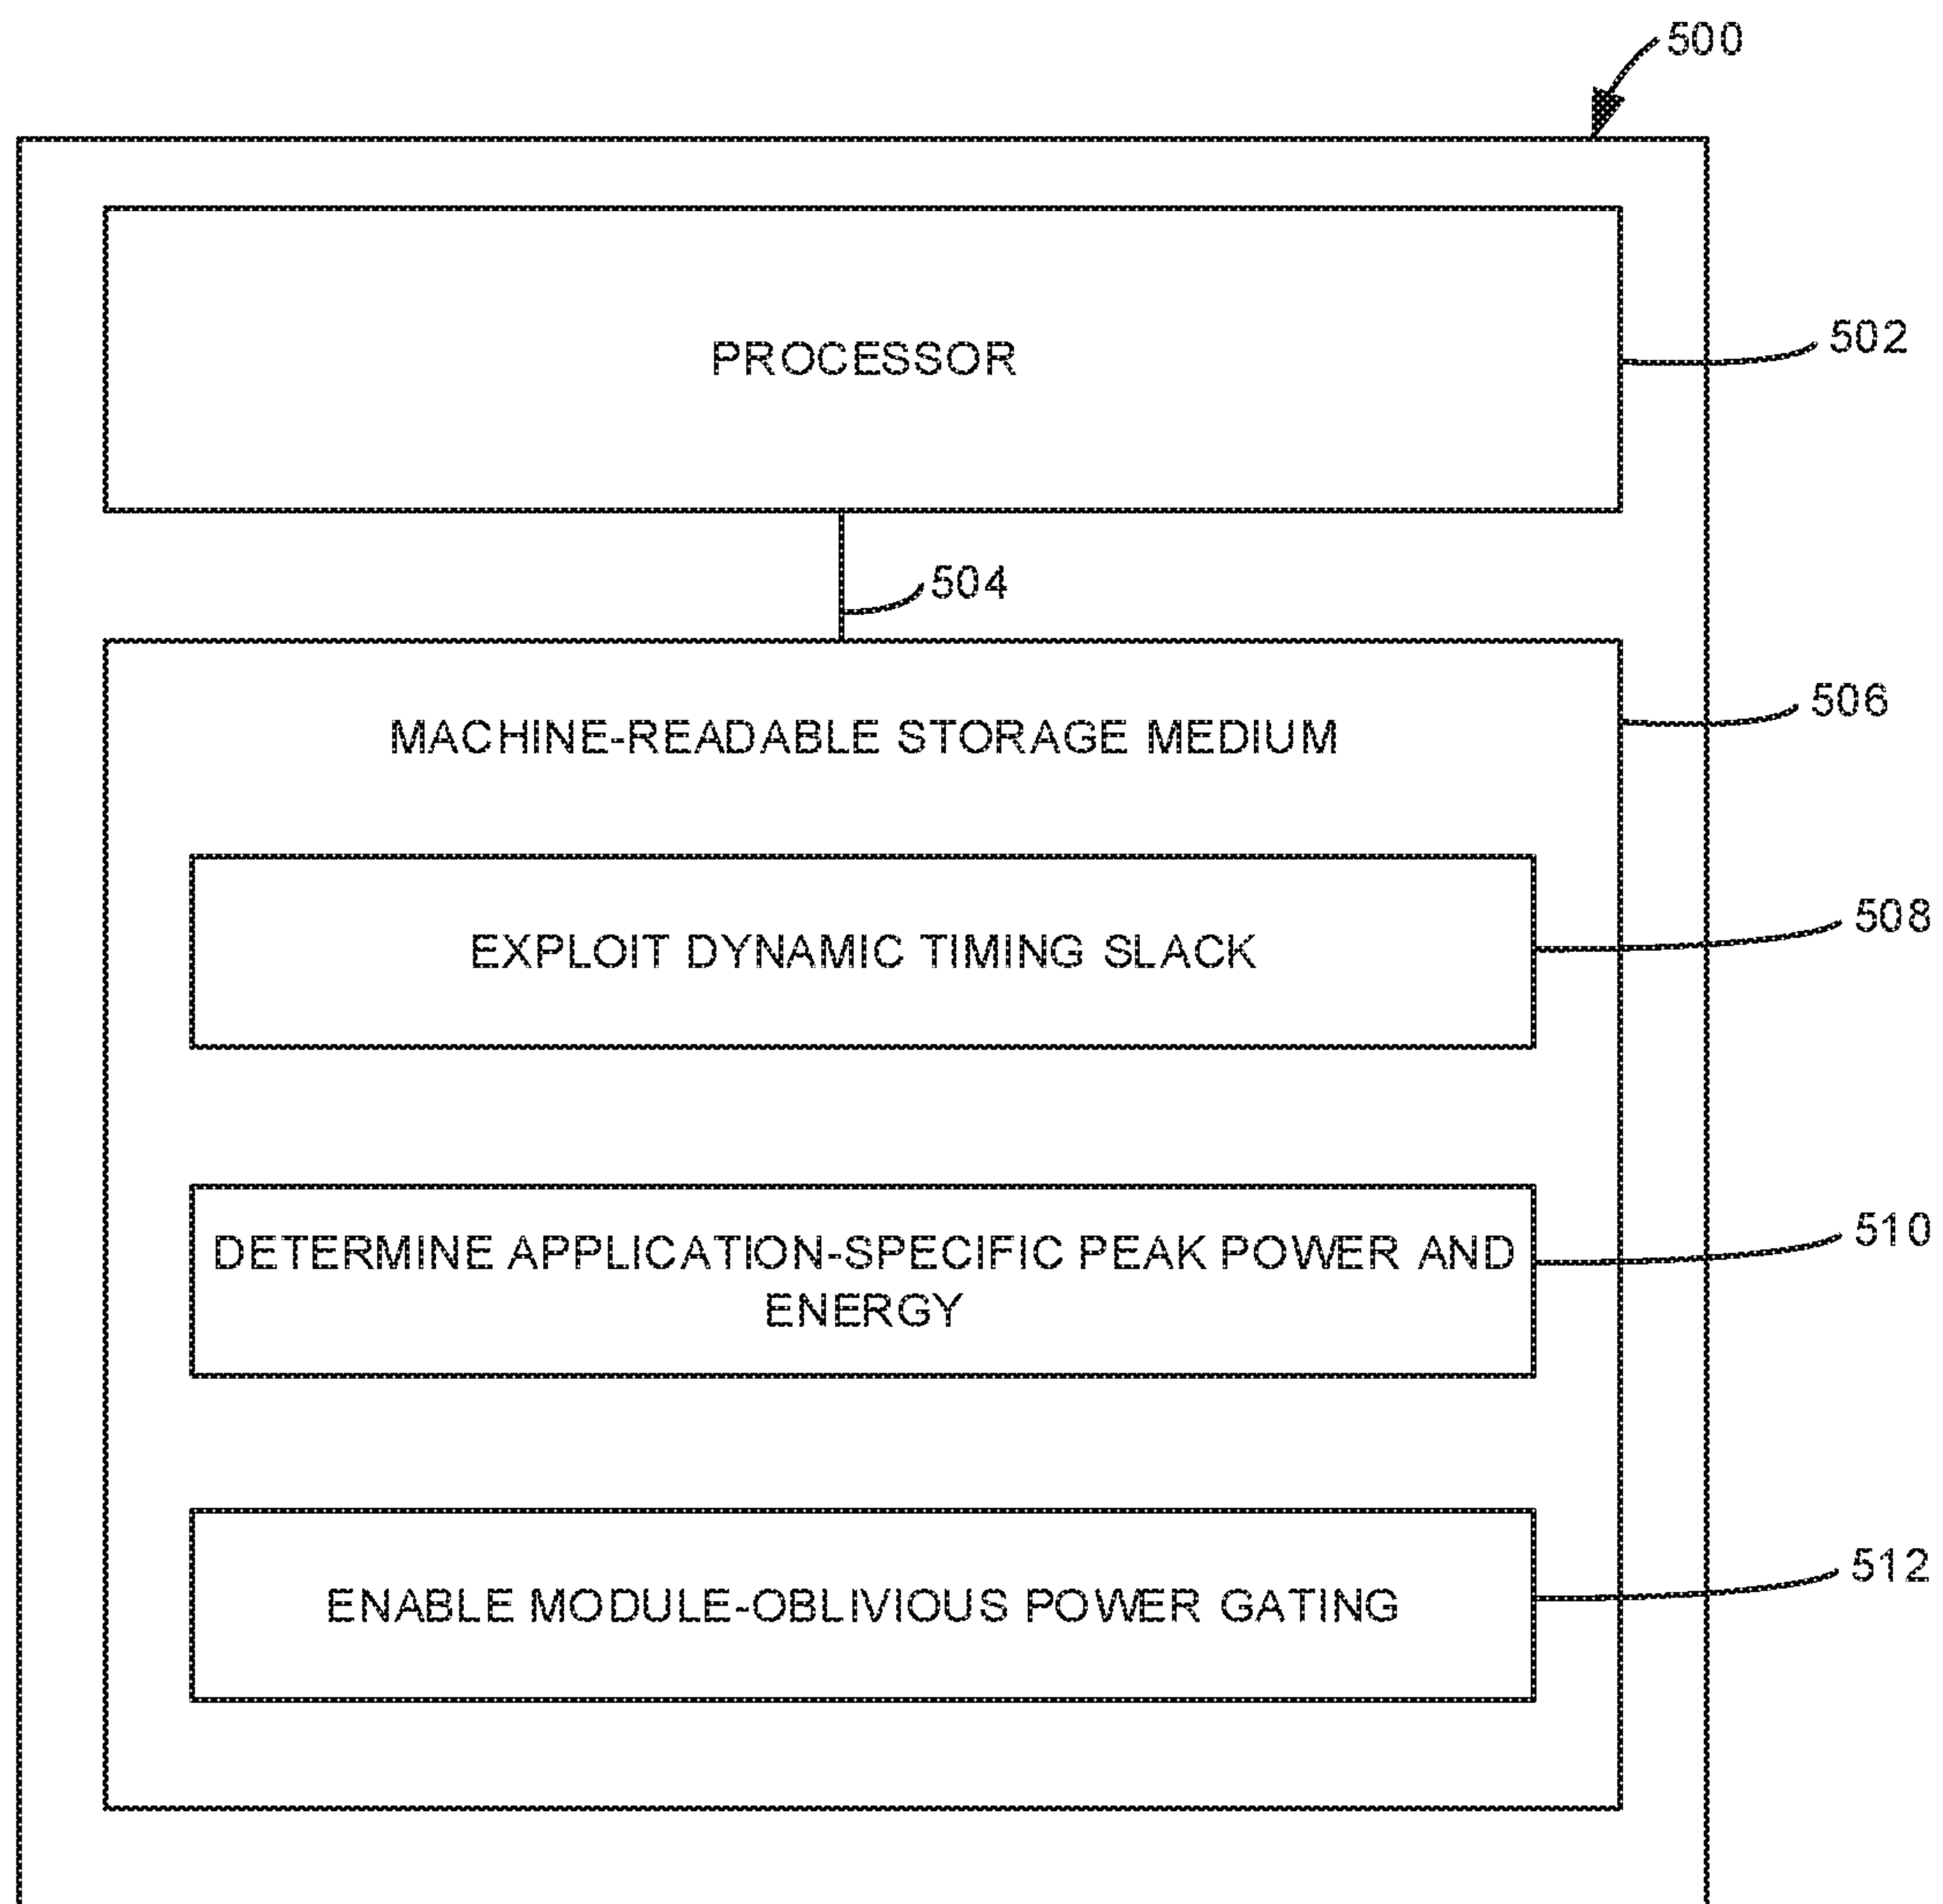 500
PROCESSOR
502
504
MACHINE-READABLE STORAGE MEDIUM
506
EXPLOIT DYNAMIC TIMING SLACK
508
DETERMINE APPLICATION-SPECIFIC PEAK POWER AND
ENERGY
510
ENABLE MODULE-OBLIVIOUS POWER GATING
512